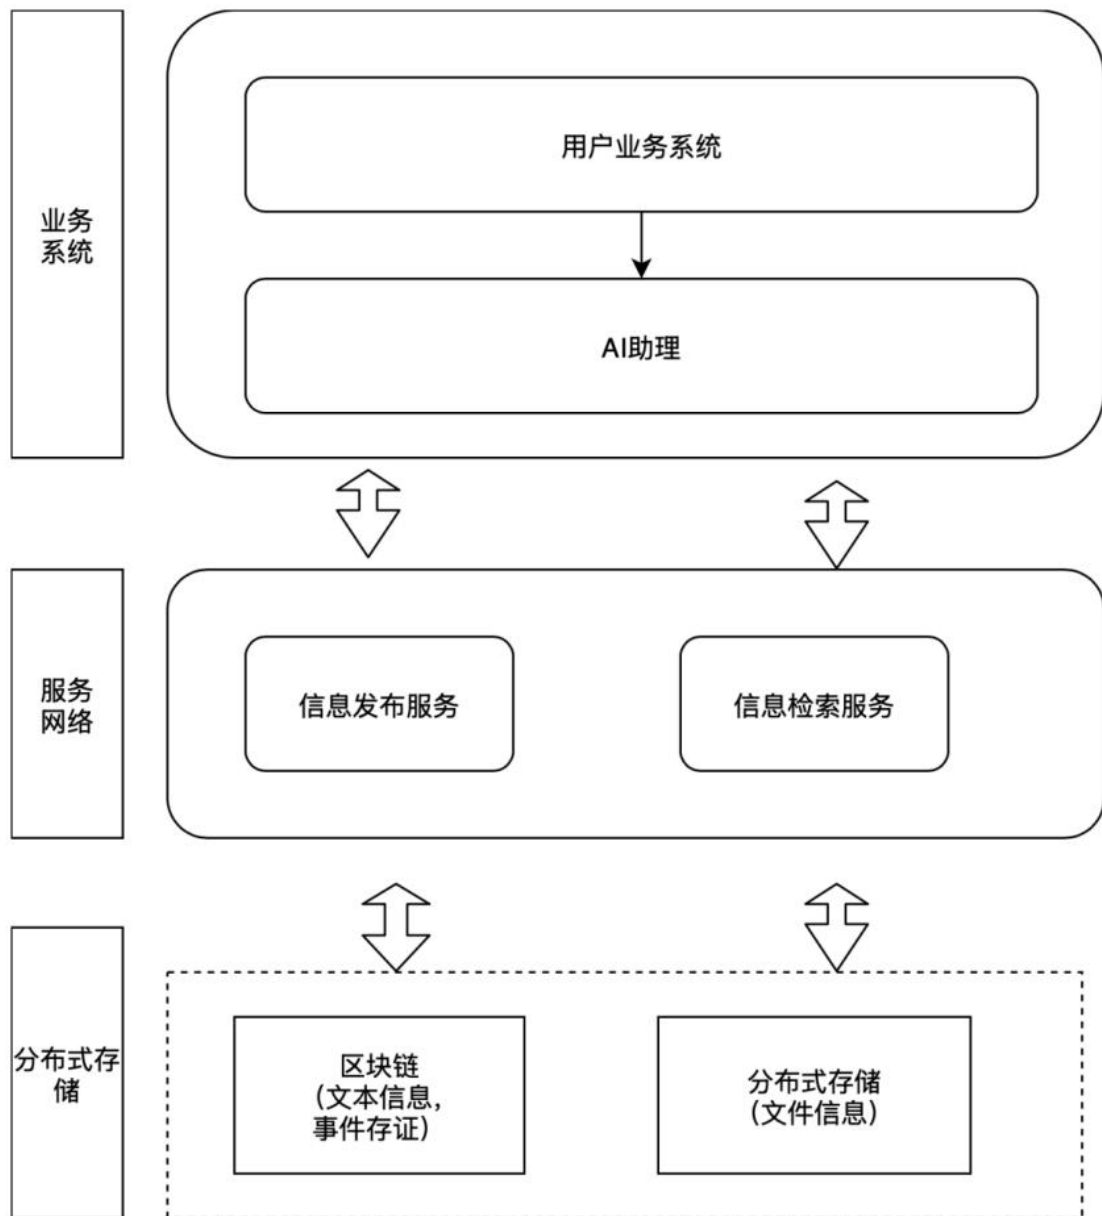 用户业务系统
业务
系统
AI助理
服务
网络
信息发布服务
信息检索服务
分布式存
储
区块链
（文本信息，
事件存证）
分布式存储
（文件信息）